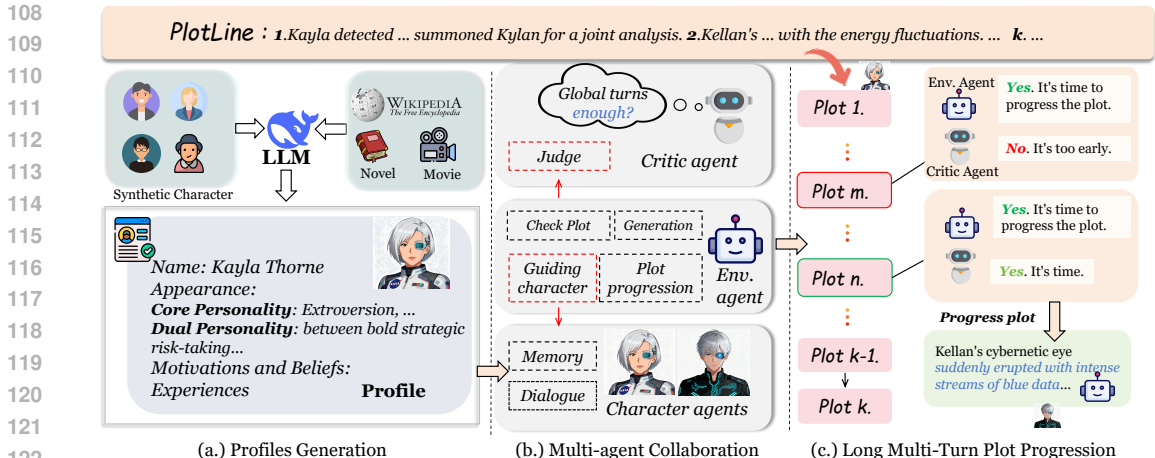 108
109
110
111
112
113
114
115
116
117
118
119
120
121
PlotLine : 1.Kayla detected ... summoned Kylan for a joint analysis. 2.Kellan's ... with the energy fluctuations. ... k. ...
WIKIPEDIA
The Free Encyclopedia
LLM
Novel
Movie
Synthetic Character
Name: Kayla Thorne
Appearance:
Core Personality: Extroversion, ...
Dual Personality: between bold strategic
risk-taking...
Motivations and Beliefs:
Experiences
Profile
(a.) Profiles Generation
Global turns
enough?
Judge
Critic agent
Check Plot
Generation
Guiding
character
Plot
progression
Env.
agent
Memory
Dialogue
Character agents
(b.) Multi-agent Collaboration
Plot 1.
Plot m.
Plot n.
Plot k-1.
Plot k.
Env. Agent
Yes. It's time to
progress the plot.
No. It's too early.
Critic Agent
Yes. It's time to
progress the plot.
Yes. It's time.
Progress plot
Kellan's cybernetic eye
suddenly erupted with intense
streams of blue data...
(c.) Long Multi-Turn Plot Progression